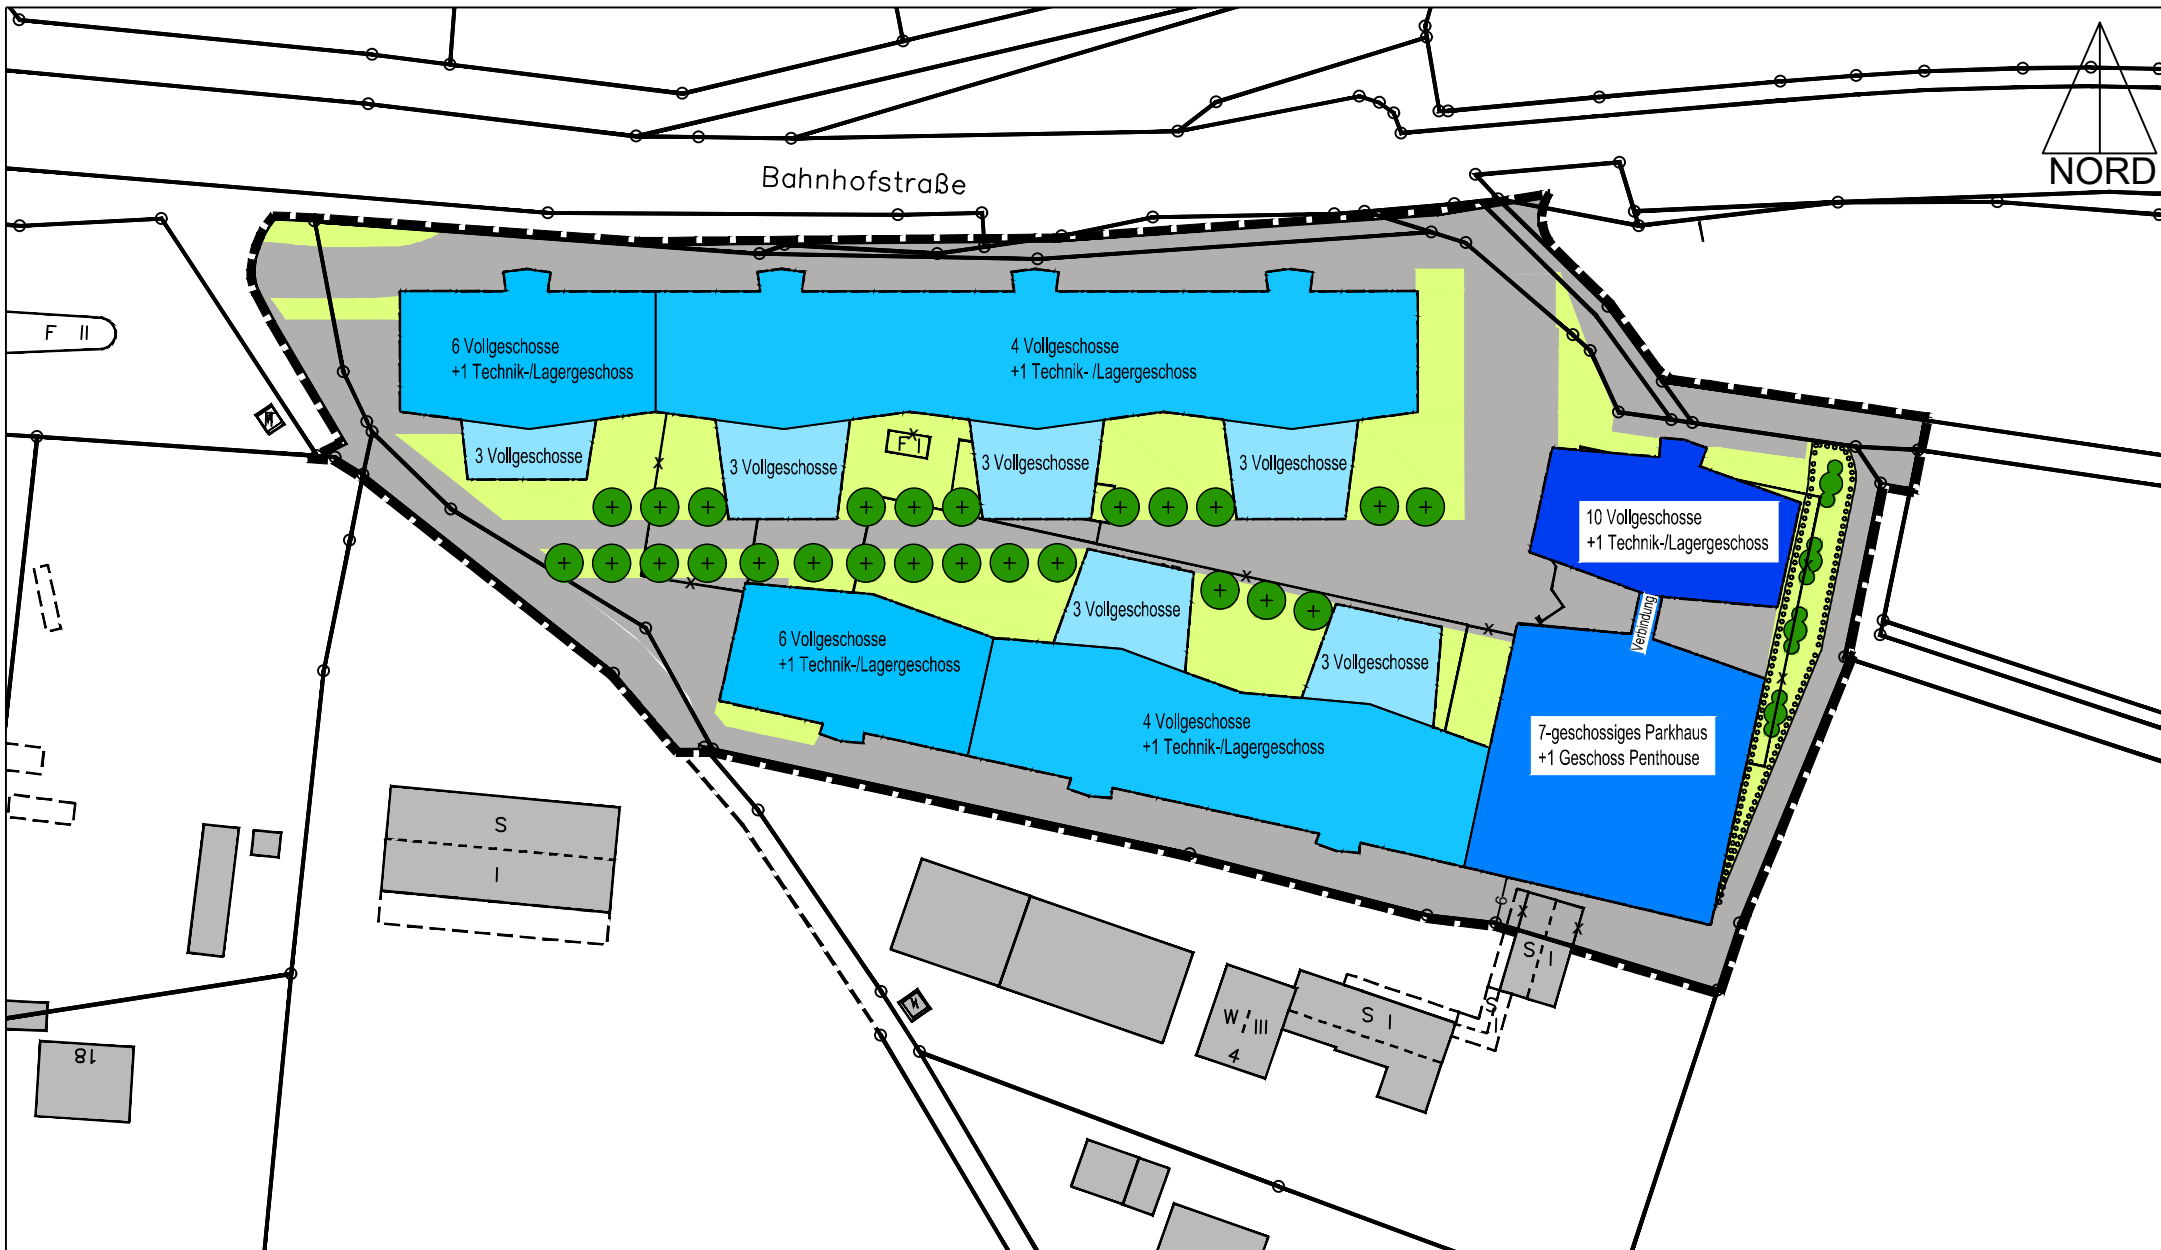 NORD
Bahnhofstraße
F II
6 Vollgeschosse
+1 Technik-/Lagergeschoss
4 Vollgeschosse
+1 Technik- /Lagergeschoss
3 Vollgeschosse
3 Vollgeschosse
F I
3 Vollgeschosse
3 Vollgeschosse
10 Vollgeschosse
+1 Technik-/Lagergeschoss
Verbindung
3 Vollgeschosse
6 Vollgeschosse
+1 Technik-/Lagergeschoss
3 Vollgeschosse
4 Vollgeschosse
+1 Technik-/Lagergeschoss
7-geschossiges Parkhaus
+1 Geschoss Penthouse
S
I
S I
S I
W III
4
S I
18